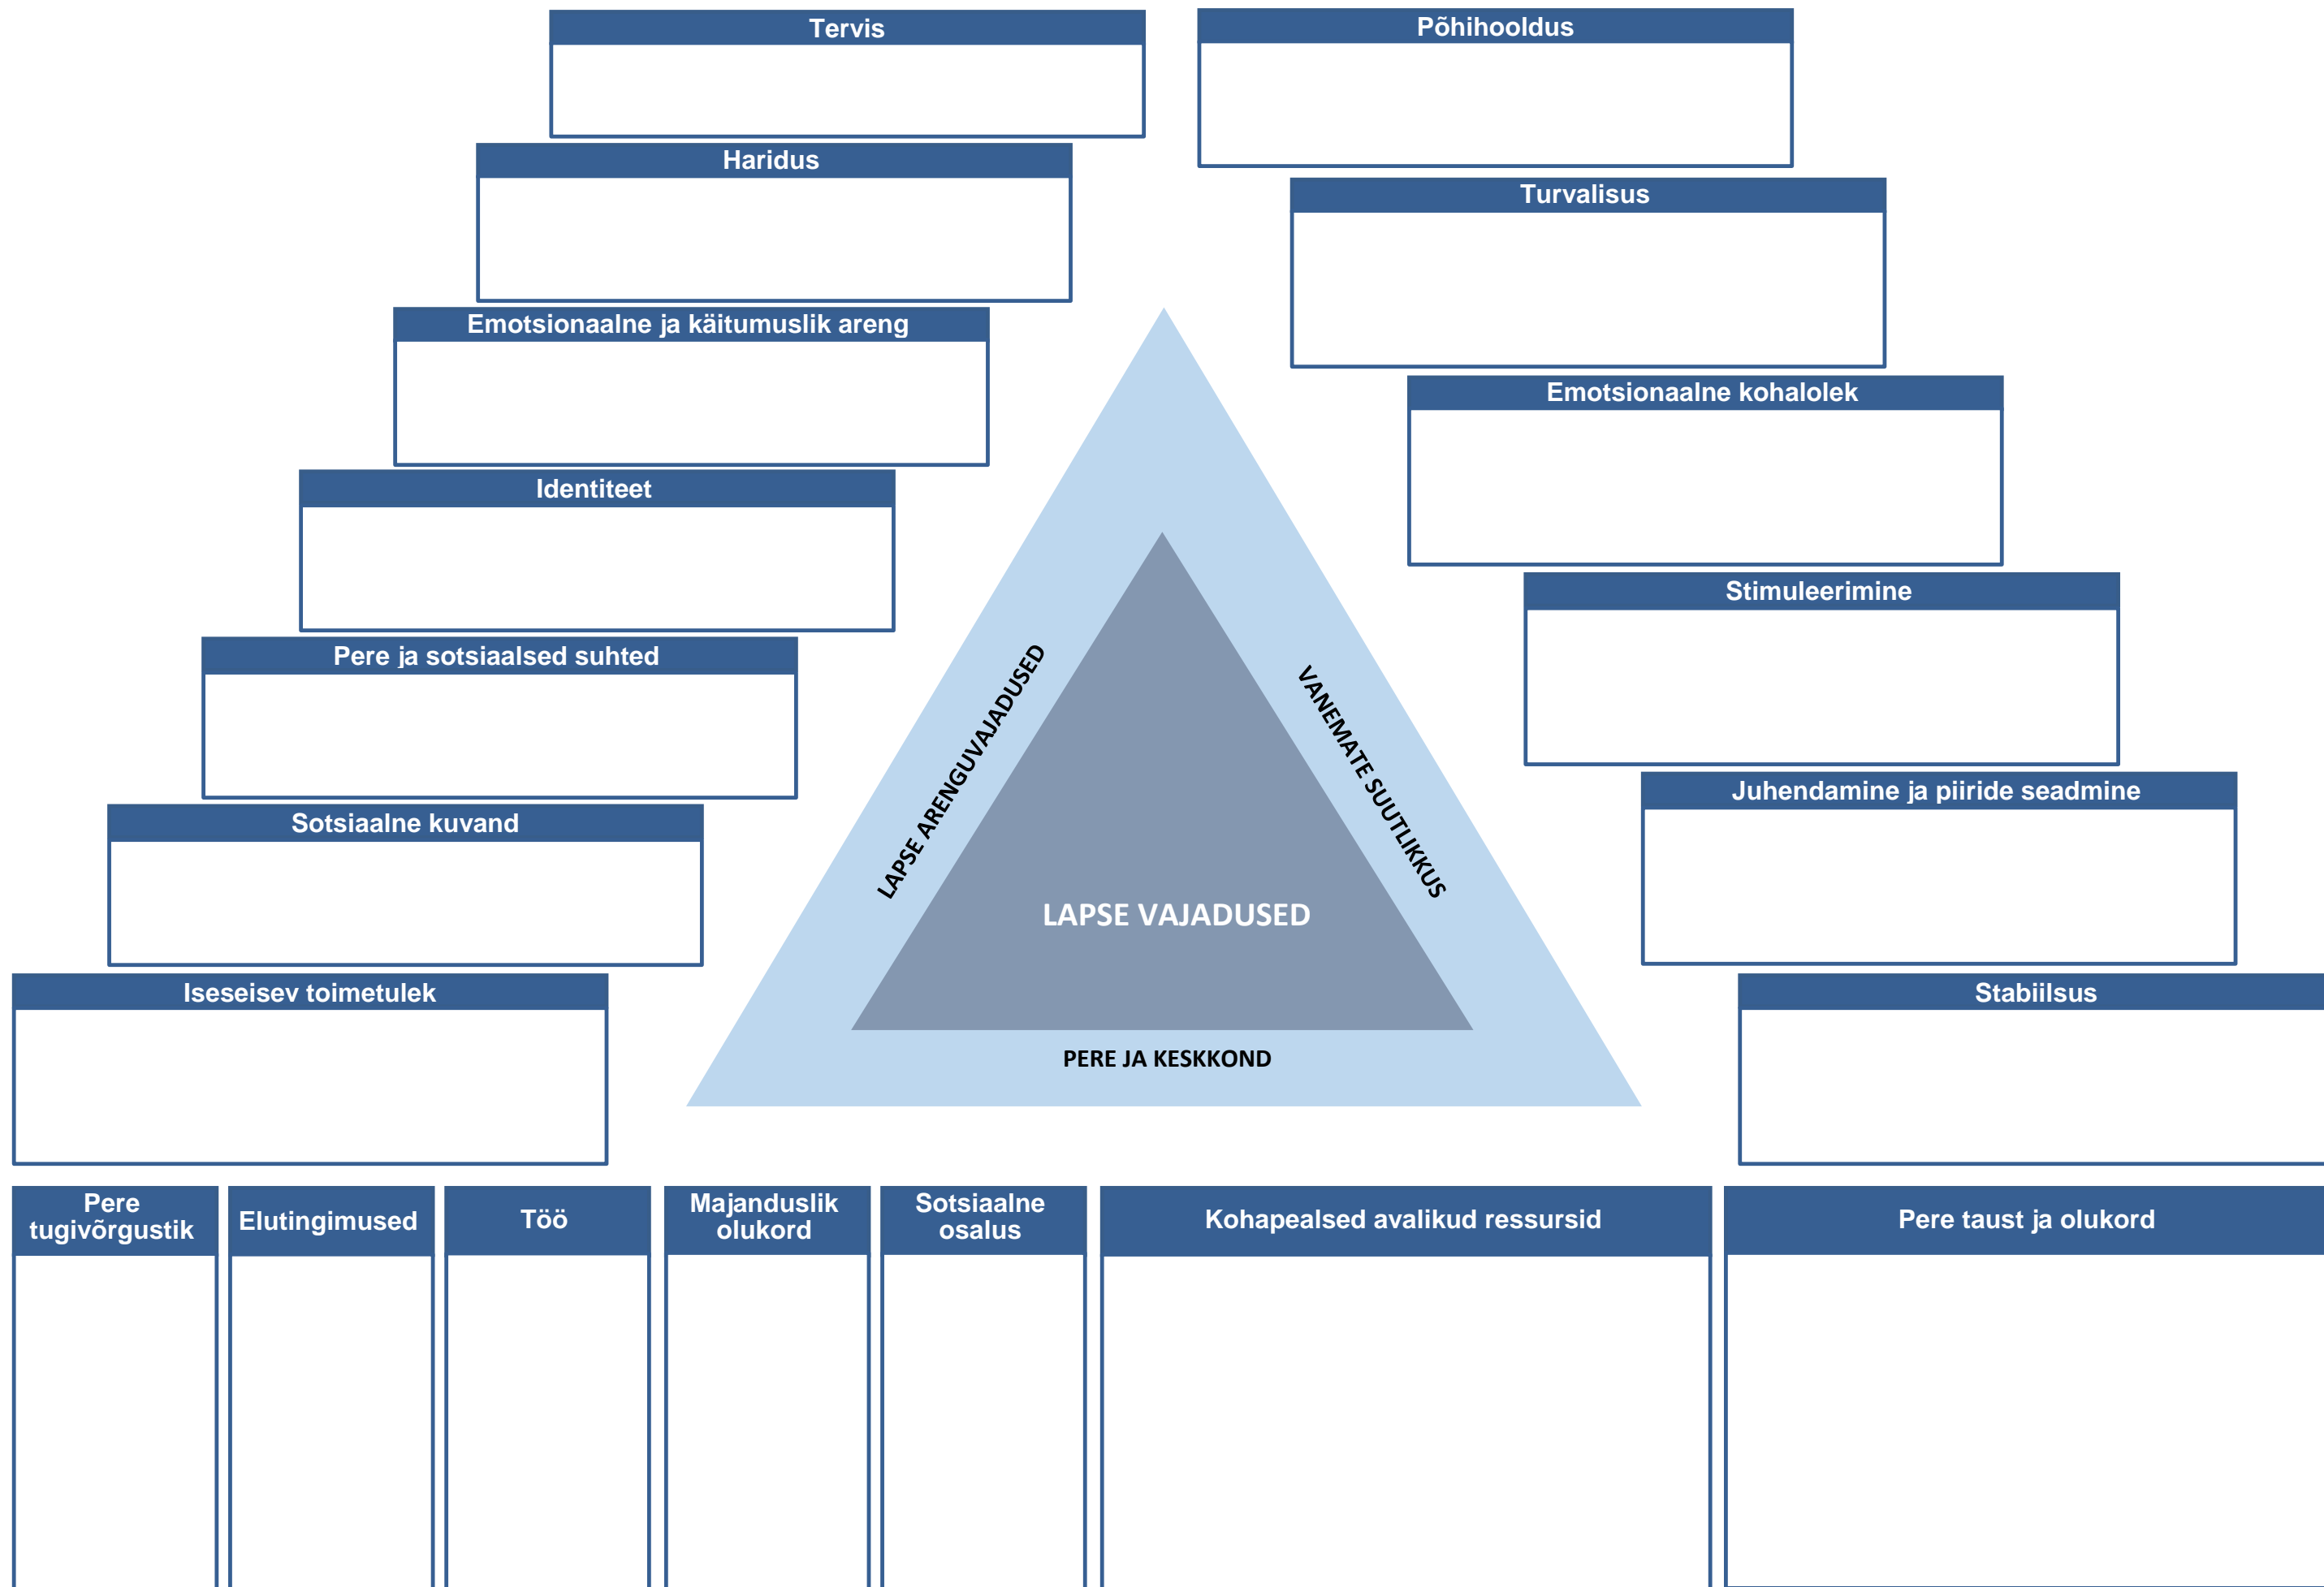 Tervis
Põhihooldus
Haridus
Turvalisus
Emotsionaalne ja käitumuslik areng
Emotsionaalne kohalolek
Identiteet
Stimuleerimine
Pere ja sotsiaalsed suhted
Juhendamine ja piiride seadmine
Sotsiaalne kuvand
LAPSE ARENGUVAJADUSED
VANEMATE SUUTLIKKUS
LAPSE VAJADUSED
Iseseisev toimetulek
Stabiilsus
PERE JA KESKKOND
Pere
tugivõrgustik
Elutingimused
Töö
Majanduslik
olukord
Sotsiaalne
osalus
Kohapealsed avalikud ressursid
Pere taust ja olukord